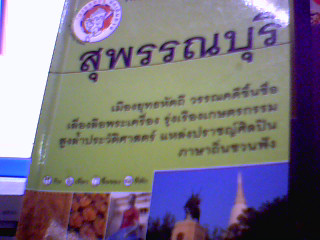 สุพรรณบุรี
เมืองยุทธหัตถี วรรณคดีขึ้นชื่อ
เลื่องลือพระเครื่อง รุ่งเรืองเกษตรกรรม
สูงล้ำประวัติศาสตร์ แหล่งปราชญ์ศิลปิน
ภาษาถิ่นชวนฟัง